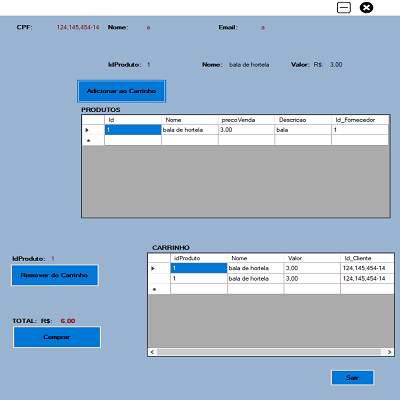 CPF: 124,145,454-14 Nome: a Email: a
IdProduto: 1 Nome: bala de hortela Valor: R$: 3,00
Adicionar ao Carrinho
PRODUTOS
Id Nome precoVenda Descricao Id_Fornecedor
1 bala de hortela 3,00 bala 1
CARRINHO
idProduto Nome Valor Id_Cliente
1 bala de hortela 3,00 124,145,454-14
1 bala de hortela 3,00 124,145,454-14
IdProduto: 1
Remover do Carrinho
TOTAL: R$: 6,00
Comprar
Sair